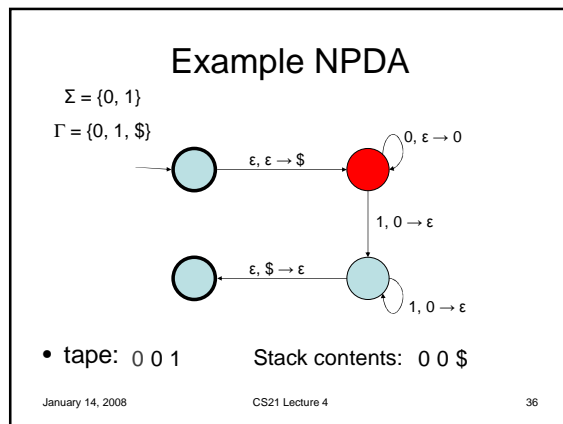 Example NPDA
Σ = {0, 1}
Γ = {0, 1, $}
ε, ε → $
0, ε → 0
1, 0 → ε
ε, $ → ε
1, 0 → ε
• tape: 0 0 1 Stack contents: 0 0 $
January 14, 2008 CS21 Lecture 4 36